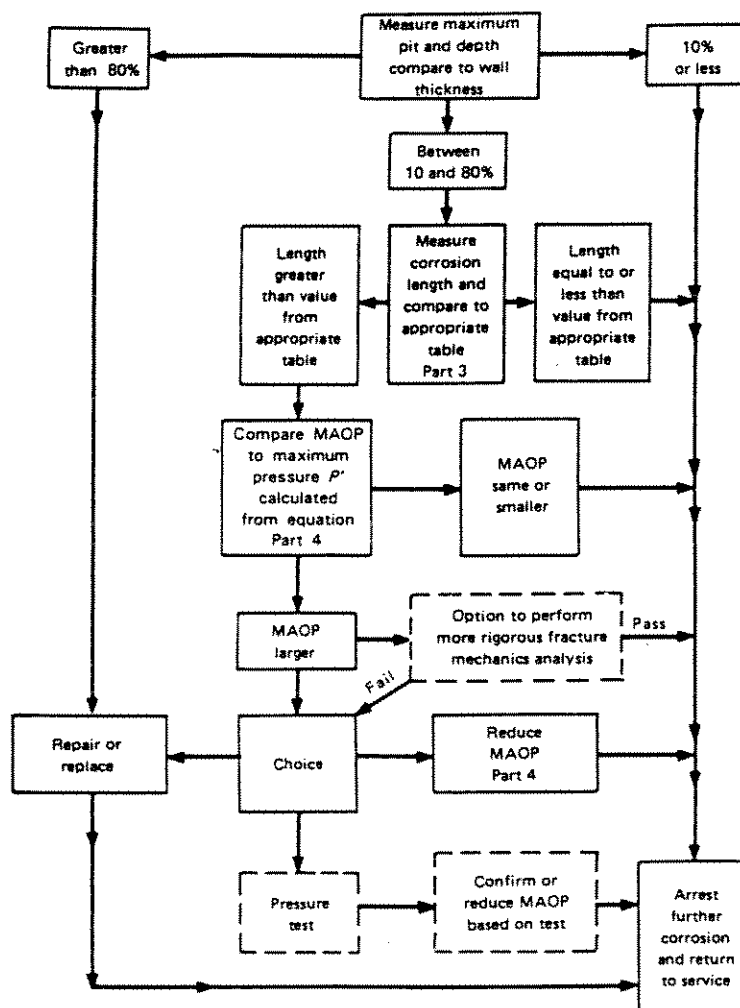 Greater
than 80%
Measure maximum
pit and depth
compare to wall
thickness
10%
or less
Between
10 and 80%
Length
greater
than value
from
appropriate
table
Measure
corrosion
length and
compare to
appropriate
table
Part 3
Length
equal to or
less than
value from
appropriate
table
Compare MAOP
to maximum
pressure P'
calculated
from equation
Part 4
MAOP
same or
smaller
MAOP
larger
Option to perform
more rigorous fracture
mechanics analysis
Pass
Fail
Repair or
replace
Choice
Reduce
MAOP
Part 4
Pressure
test
Confirm or
reduce MAOP
based on test
Arrest
further
corrosion
and return
to service